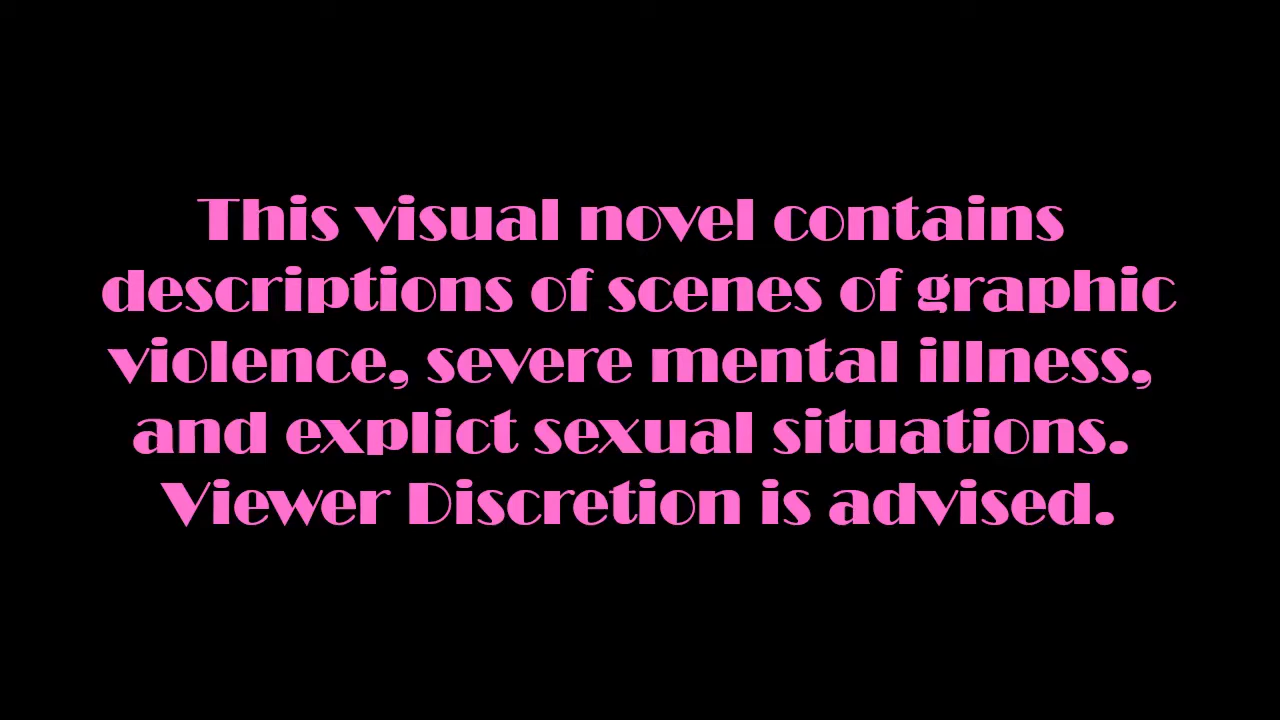 This visual novel contains
descriptions of scenes of graphic
violence, severe mental illness,
and explicit sexual situations.
Viewer Discretion is advised.